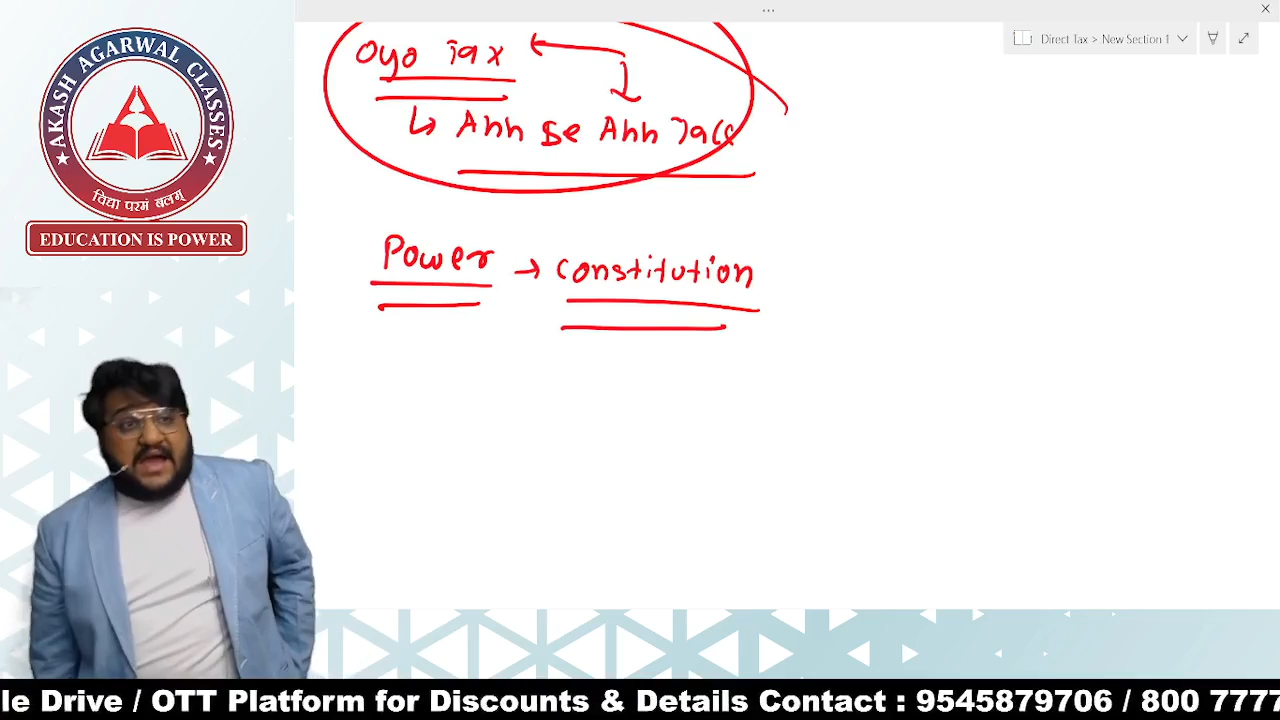 Direct Tax > New Section 1
AKASH AGARWAL CLASSES
विद्या परमं बलम्
EDUCATION IS POWER
Oyo Tax
Ahh Se Ahh Tacc
Power → Constitution
le Drive / OTT Platform for Discounts & Details Contact : 9545879706 / 800 7777